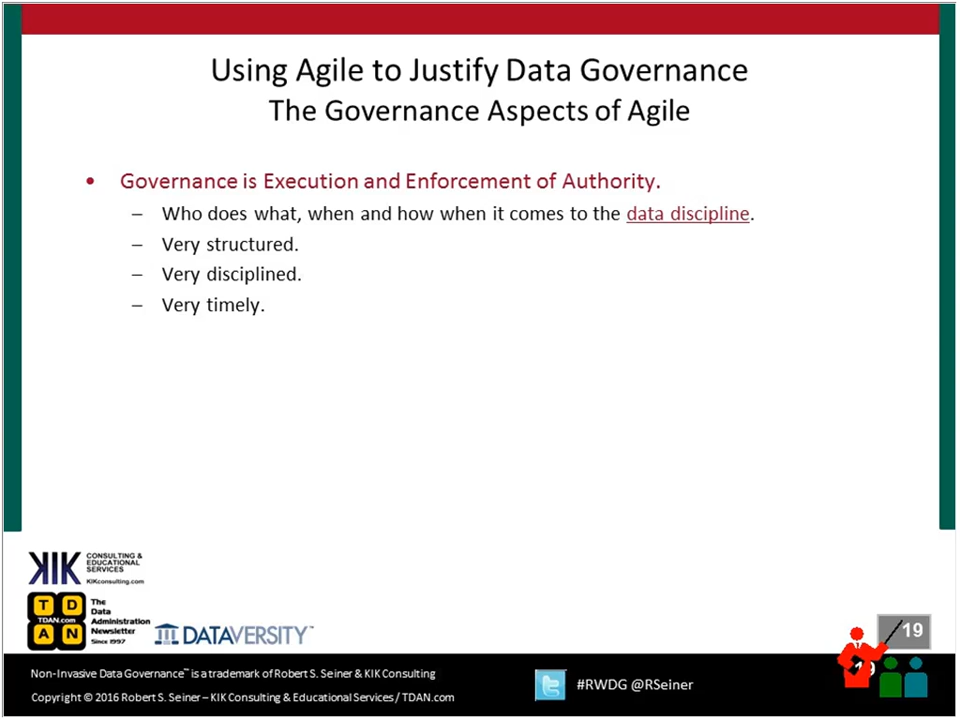 Using Agile to Justify Data Governance
The Governance Aspects of Agile
• Governance is Execution and Enforcement of Authority.
– Who does what, when and how when it comes to the data discipline.
– Very structured.
– Very disciplined.
– Very timely.
KIK CONSULTING &
EDUCATIONAL
SERVICES
KIKconsulting.com
T D
TDAN.com
A N
The
Data
Administration
Newsletter
Since 1997
DATAVERSITY™
19
19
Non-Invasive Data Governance™ is a trademark of Robert S. Seiner & KIK Consulting
Copyright © 2016 Robert S. Seiner – KIK Consulting & Educational Services / TDAN.com
#RWDG @RSeiner